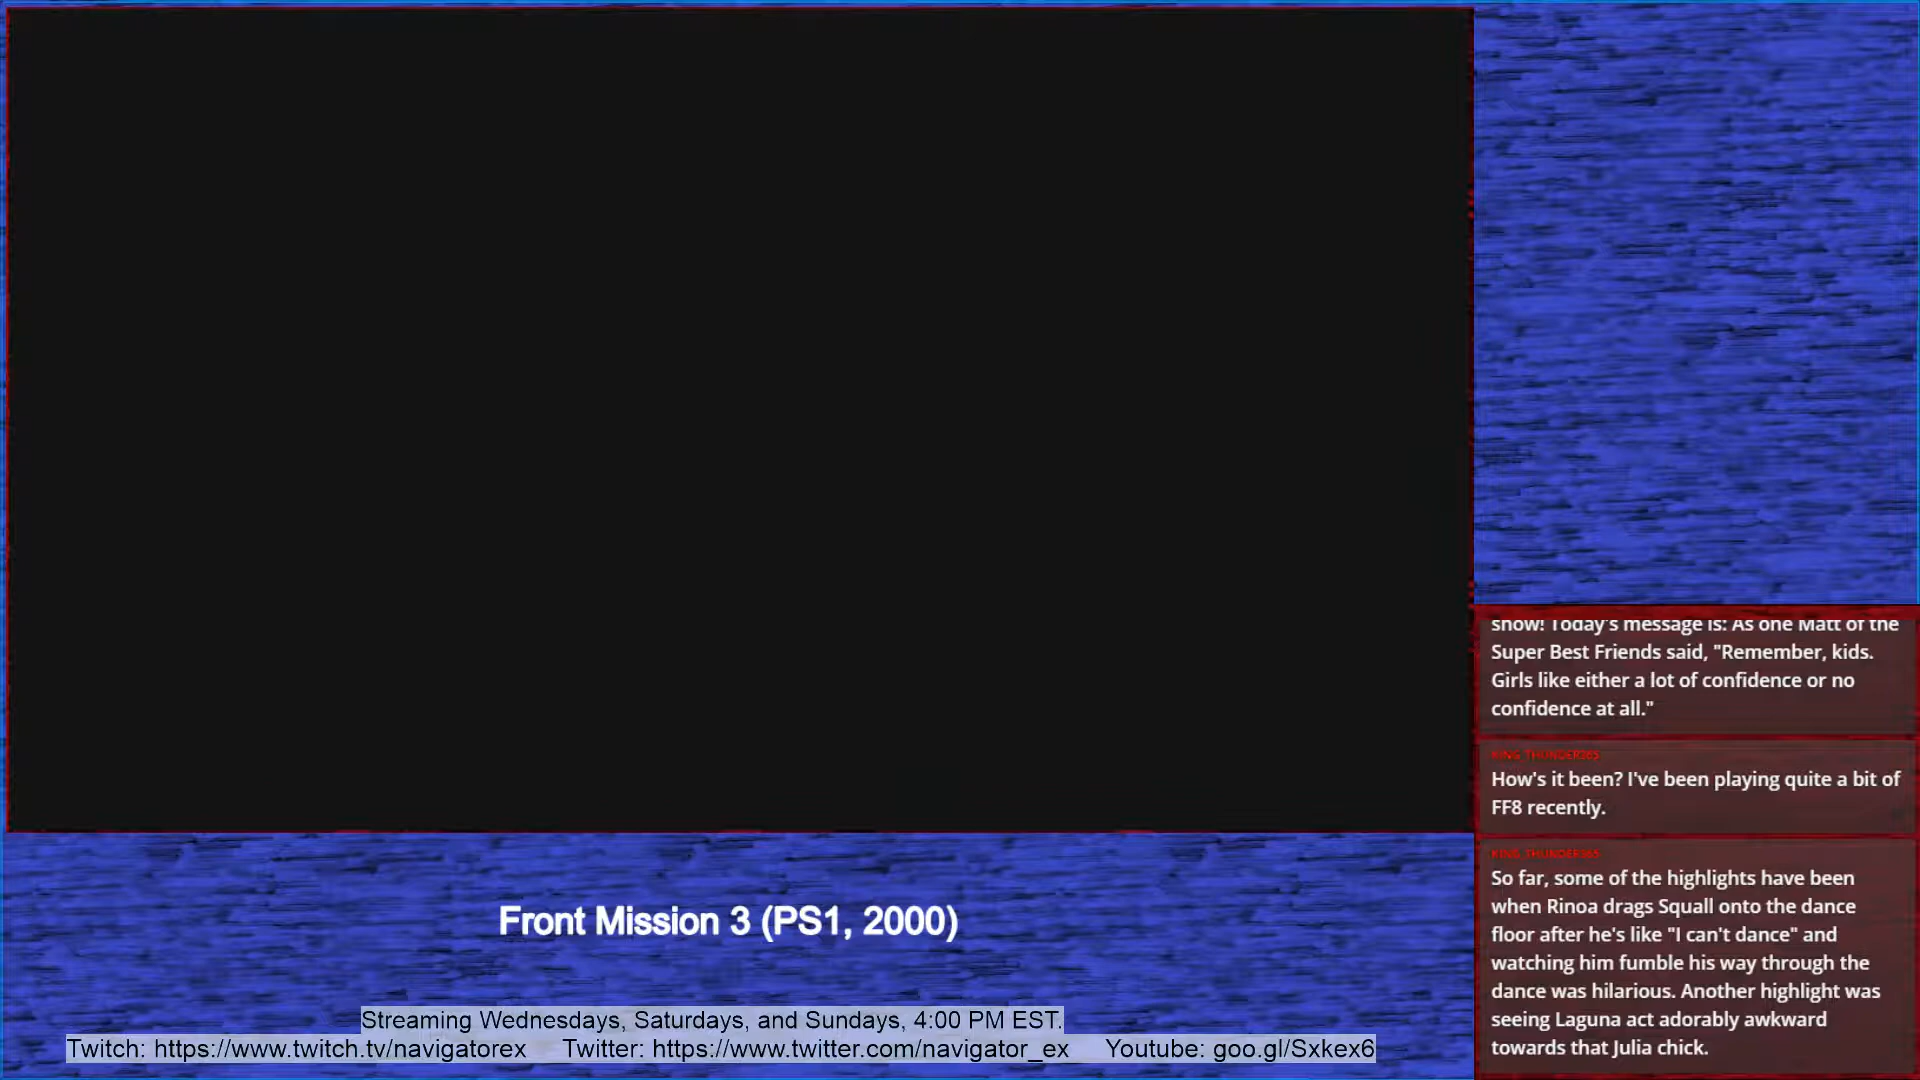 show! Today's message is: As one Matt of the
Super Best Friends said, "Remember, kids.
Girls like either a lot of confidence or no
confidence at all."
KING_THUNDER365
How's it been? I've been playing quite a bit of
FF8 recently.
KING_THUNDER365
So far, some of the highlights have been
when Rinoa drags Squall onto the dance
floor after he's like "I can't dance" and
watching him fumble his way through the
dance was hilarious. Another highlight was
seeing Laguna act adorably awkward
towards that Julia chick.
Front Mission 3 (PS1, 2000)
Streaming Wednesdays, Saturdays, and Sundays, 4:00 PM EST.
Twitch: https://www.twitch.tv/navigatorex Twitter: https://www.twitter.com/navigator_ex Youtube: goo.gl/Sxkex6